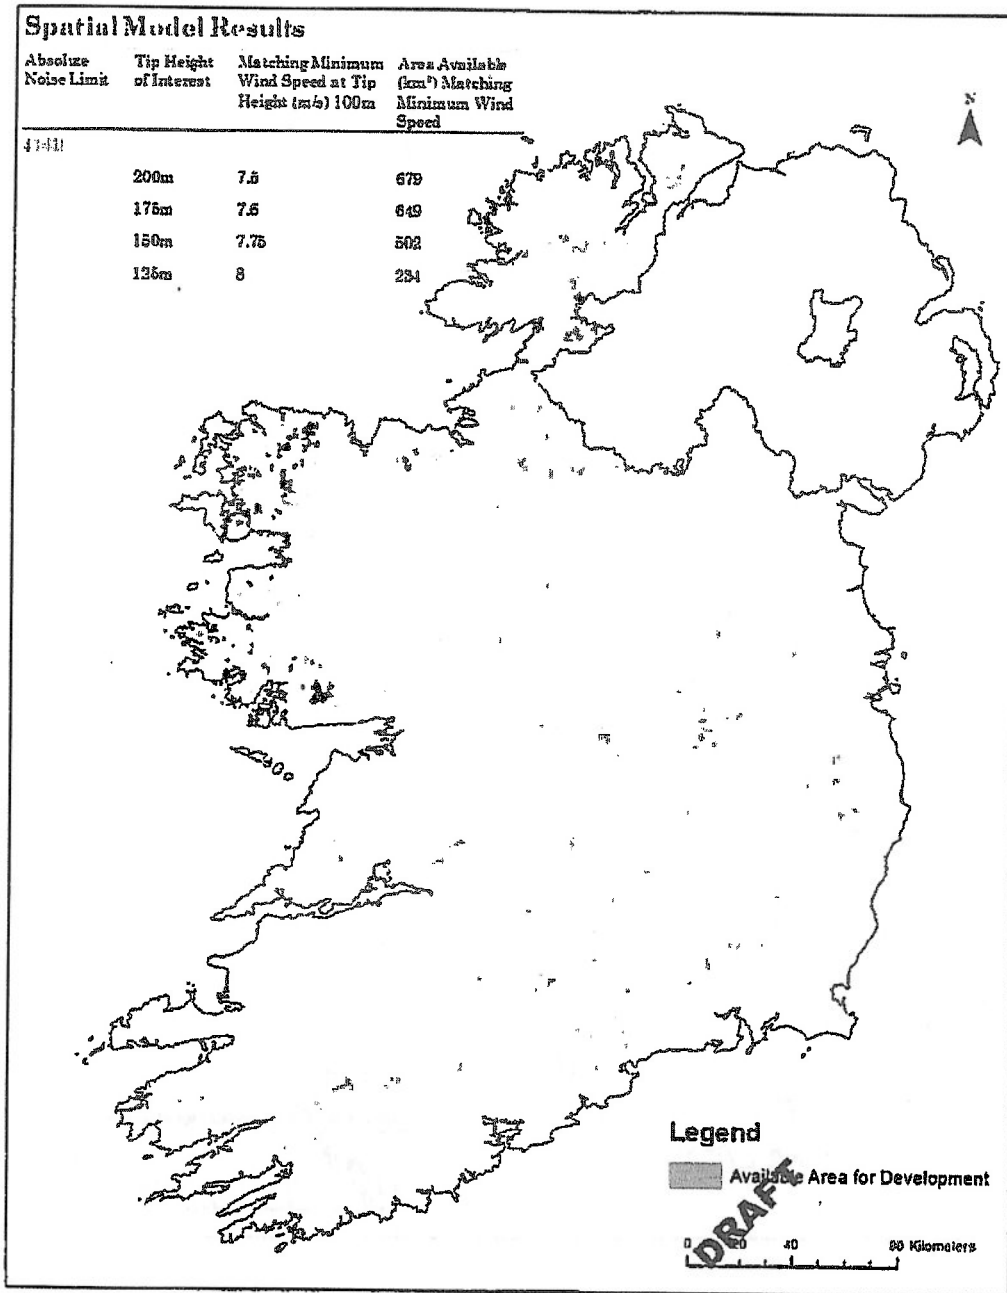 Spatial Model Results
Absolute Noise Limit
Tip Height of Interest
Matching Minimum Wind Speed at Tip Height (m/s) 100m
Area Available (km²) Matching Minimum Wind Speed
200m 7.5 679
175m 7.6 649
150m 7.75 502
125m 8 234
N
Legend
Available Area for Development
DRAFT
0 20 40 80 Kilometers